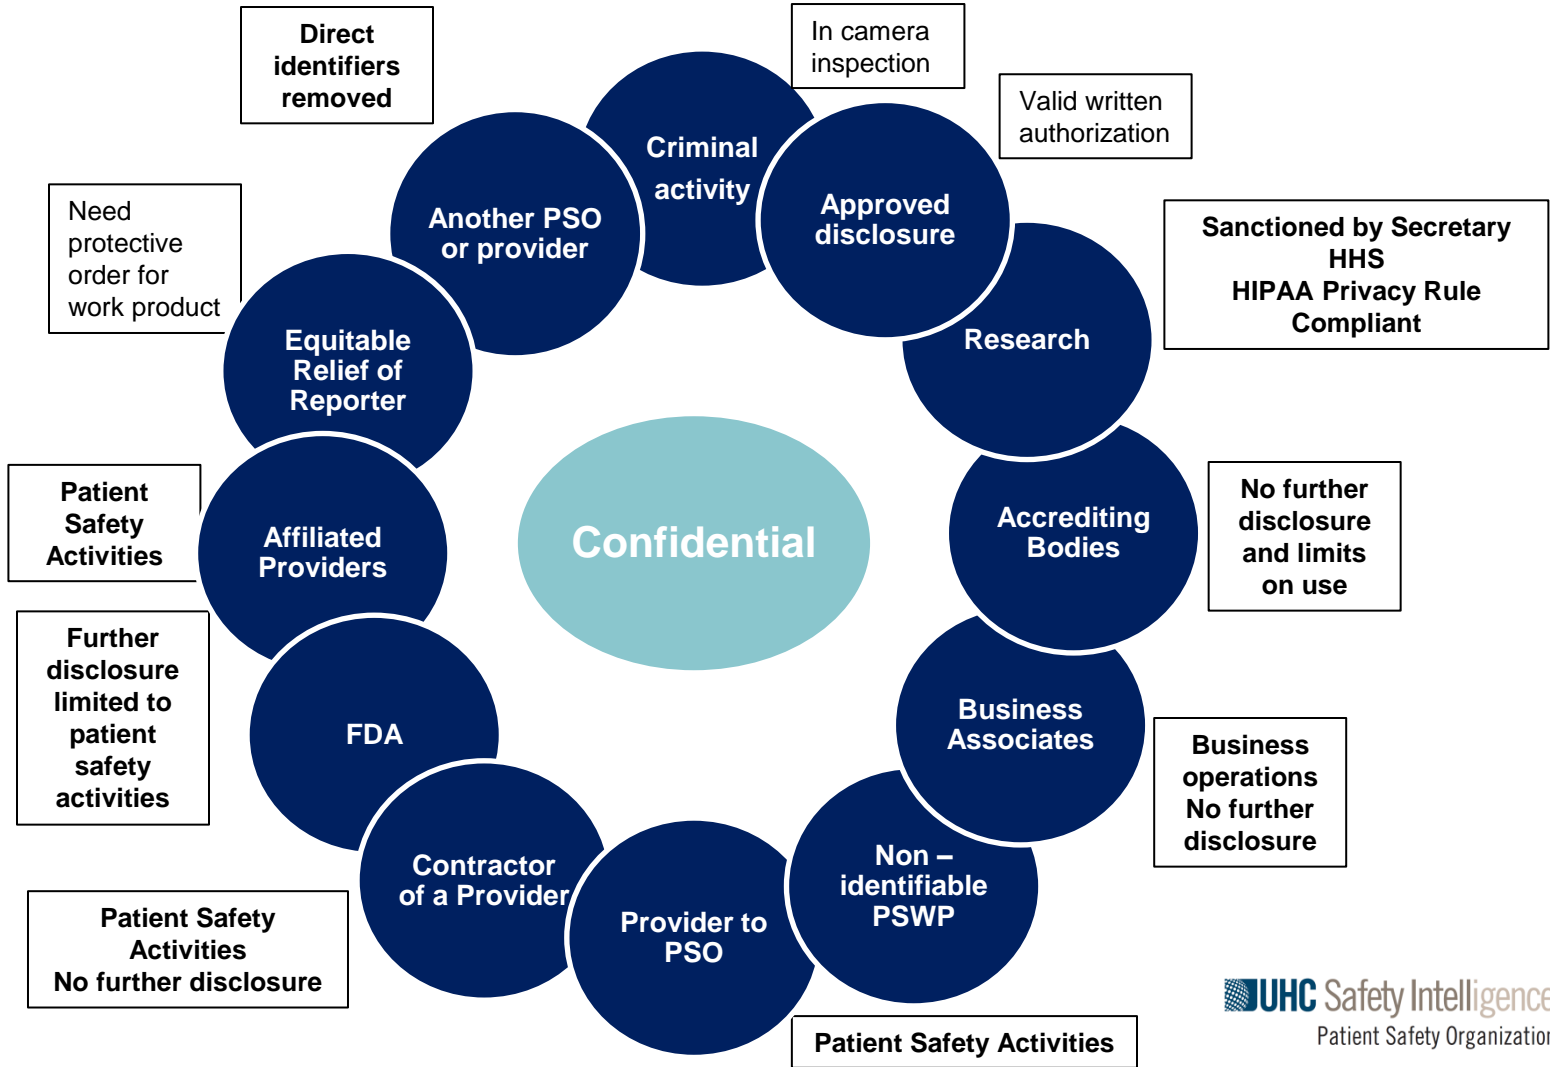 Direct
identifiers
removed
In camera
inspection
Valid written
authorization
Criminal
activity
Approved
disclosure
Another PSO
or provider
Need
protective
order for
work product
Sanctioned by Secretary
HHS
HIPAA Privacy Rule
Compliant
Research
Equitable
Relief of
Reporter
Patient
Safety
Activities
Affiliated
Providers
Confidential
Accrediting
Bodies
No further
disclosure
and limits
on use
Further
disclosure
limited to
patient
safety
activities
FDA
Business
Associates
Business
operations
No further
disclosure
Contractor
of a Provider
Non –
identifiable
PSWP
Provider to
PSO
Patient Safety
Activities
No further disclosure
Patient Safety Activities
UHC Safety Intelligence
Patient Safety Organization